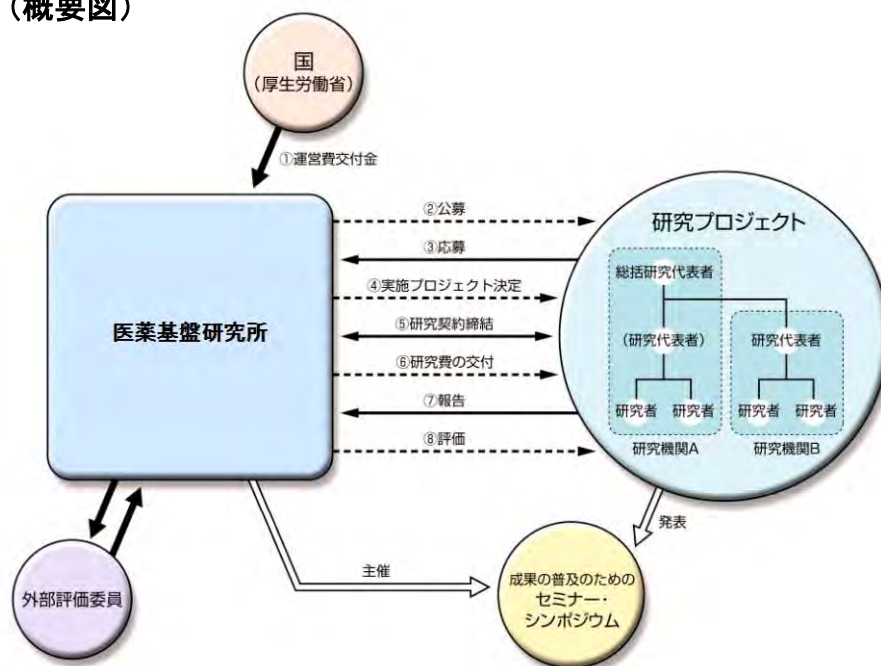 (概要図)
国
(厚生労働省)
①運営費交付金
②公募
③応募
④実施プロジェクト決定
⑤研究契約締結
⑥研究費の交付
⑦報告
⑧評価
医薬基盤研究所
研究プロジェクト
総括研究代表者
(研究代表者)
研究代表者
研究者
研究者
研究者
研究者
研究機関A
研究機関B
発表
主催
外部評価委員
成果の普及のための
セミナー・
シンポジウム